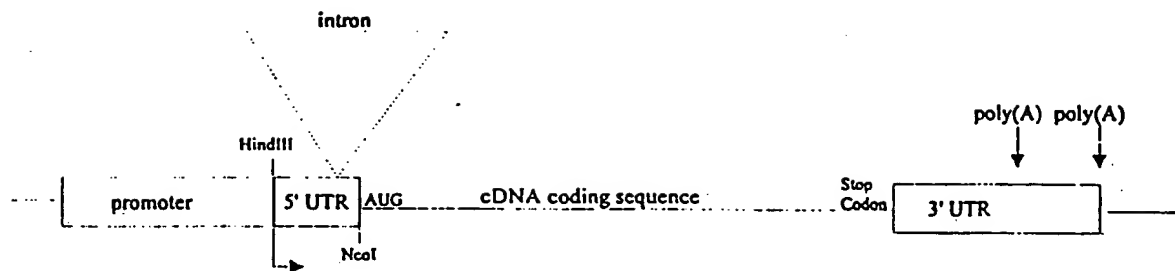 intron
poly(A) poly(A)
HindIII
promoter
5' UTR
AUG
cDNA coding sequence
Stop
Codon
3' UTR
NcoI